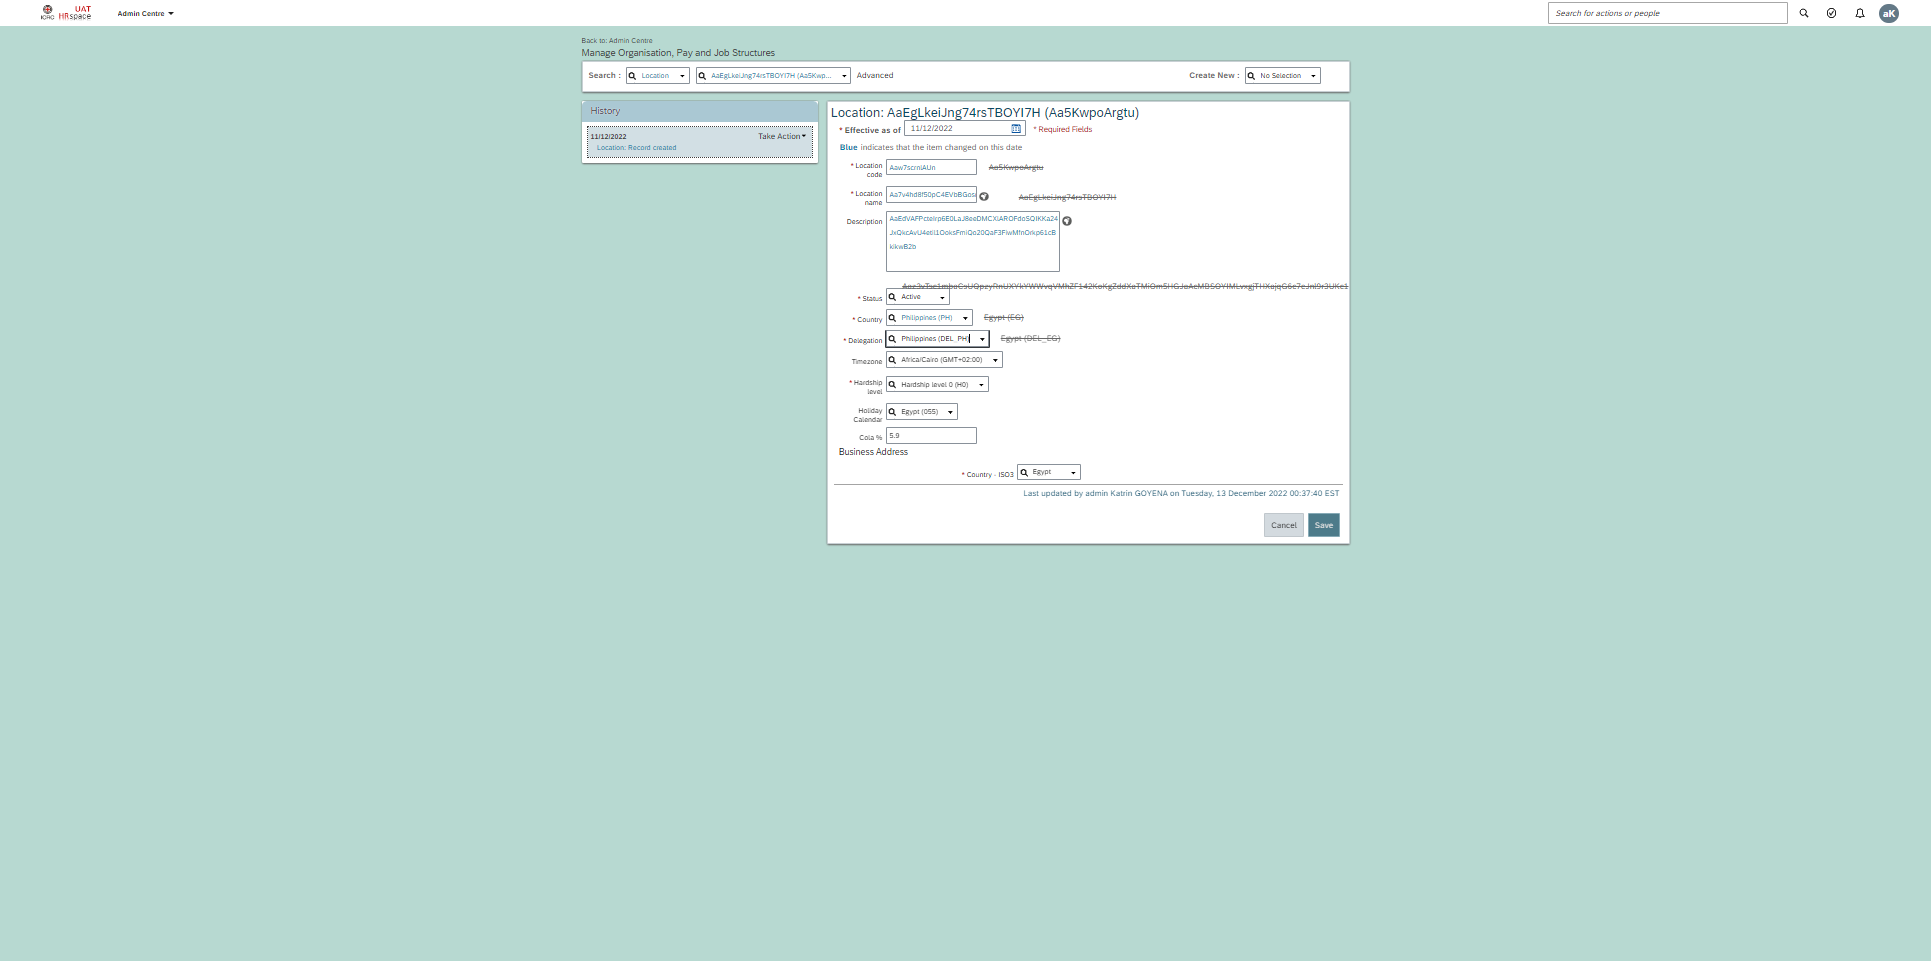 ICRC
UAT
HRspace
Admin Centre
Search for actions or people
aK
Back to: Admin Centre
Manage Organisation, Pay and Job Structures
Search :
Location
AaEgLkeiJng74rsTBOYI7H (Aa5Kwp...
Advanced
Create New :
No Selection
History
11/12/2022
Take Action
Location: Record created
Location: AaEgLkeiJng74rsTBOYI7H (Aa5KwpoArgtu)
* Effective as of
11/12/2022
* Required Fields
Blue indicates that the item changed on this date
* Location code
Aa5KwpoArgtu
* Location name
AaEgLkeiJng74rsTBOYI7H
Description
kikwB2b
* Status
Active
* Country
Philippines (PH)
Egypt (EG)
* Delegation
Philippines (DEL_PH)
Egypt (DEL_EG)
Timezone
Africa/Cairo (GMT+02:00)
* Hardship level
Hardship level 0 (H0)
Holiday Calendar
Egypt (055)
Cola %
5.9
Business Address
* Country - ISO3
Egypt
Last updated by admin Katrin GOYENA on Tuesday, 13 December 2022 00:37:40 EST
Cancel
Save